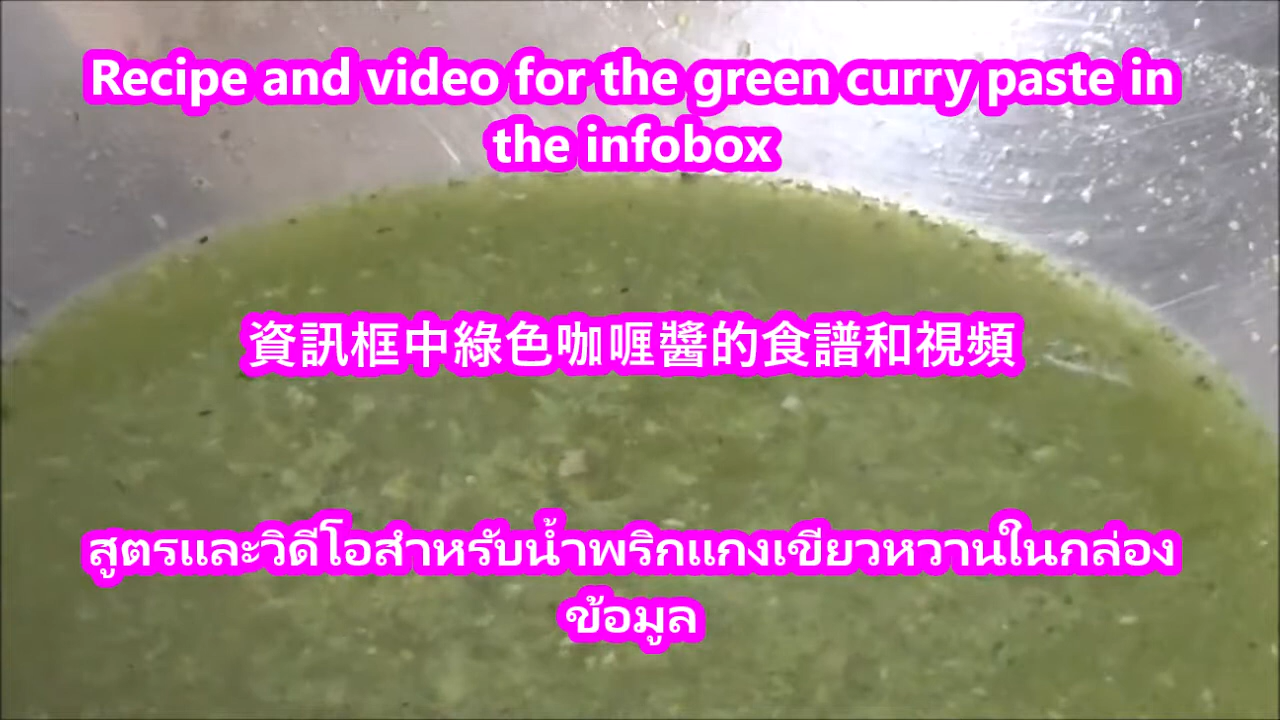 Recipe and video for the green curry paste in
the infobox
資訊框中綠色咖喱醬的食譜和視頻
สูตรและวิดีโอสำหรับน้ำพริกแกงเขียวหวานในกล่อง
ข้อมูล